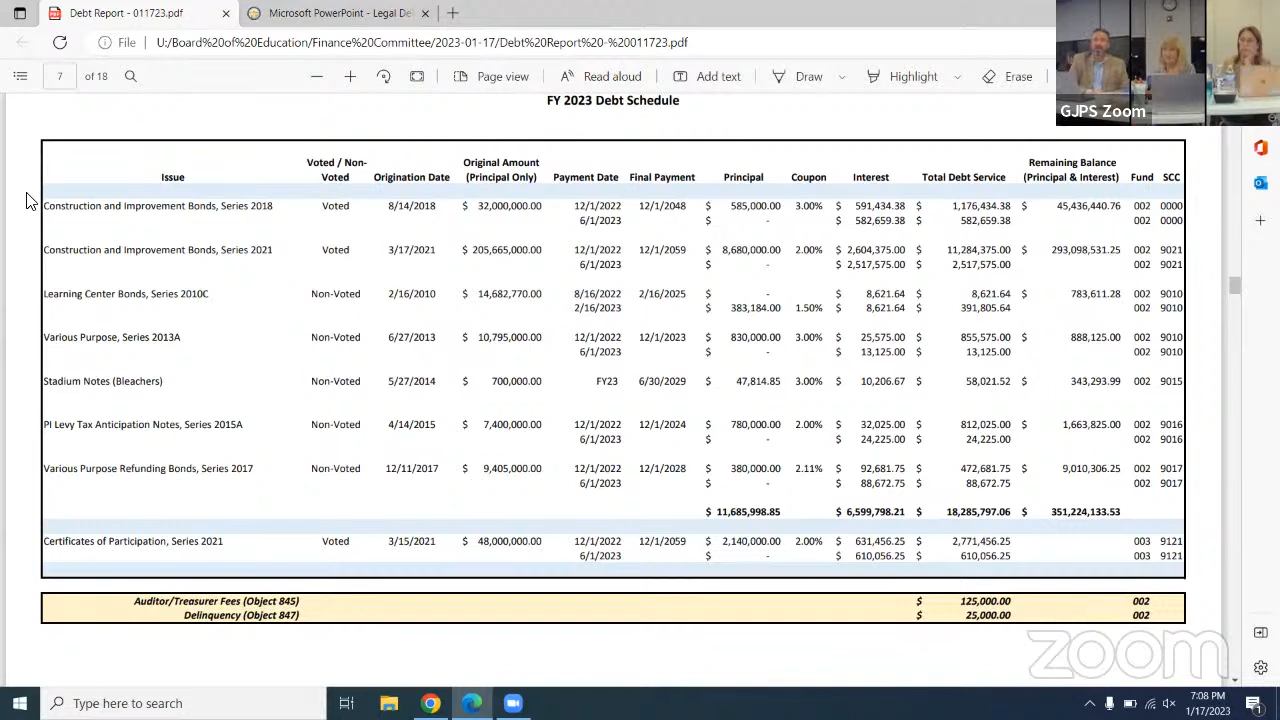 Debt Report - 011723.pdf
Microsoft PowerPoint - Legal De
File U:/Board%20of%20Education/Finance%20Committee/2023-01-17/Debt%20Report%20-%20011723.pdf
7 of 18 Page view Read aloud Add text Draw Highlight Erase
GJPS Zoom
FY 2023 Debt Schedule
Voted / Non- Original Amount Remaining Balance
Issue Voted Origination Date (Principal Only) Payment Date Final Payment Principal Coupon Interest Total Debt Service (Principal & Interest) Fund SCC
Construction and Improvement Bonds, Series 2018 Voted 8/14/2018 $ 32,000,000.00 12/1/2022 12/1/2048 $ 585,000.00 3.00% $ 591,434.38 $ 1,176,434.38 $ 45,436,440.76 002 0000
6/1/2023 $ - $ 582,659.38 $ 582,659.38 002 0000
Construction and Improvement Bonds, Series 2021 Voted 3/17/2021 $ 205,665,000.00 12/1/2022 12/1/2059 $ 8,680,000.00 2.00% $ 2,604,375.00 $ 11,284,375.00 $ 293,098,531.25 002 9021
6/1/2023 $ - $ 2,517,575.00 $ 2,517,575.00 002 9021
Learning Center Bonds, Series 2010C Non-Voted 2/16/2010 $ 14,682,770.00 8/16/2022 2/16/2025 $ - $ 8,621.64 $ 8,621.64 $ 783,611.28 002 9010
2/16/2023 $ 383,184.00 1.50% $ 8,621.64 $ 391,805.64 002 9010
Various Purpose, Series 2013A Non-Voted 6/27/2013 $ 10,795,000.00 12/1/2022 12/1/2023 $ 830,000.00 3.00% $ 25,575.00 $ 855,575.00 $ 888,125.00 002 9010
6/1/2023 $ - $ 13,125.00 $ 13,125.00 002 9010
Stadium Notes (Bleachers) Non-Voted 5/27/2014 $ 700,000.00 FY23 6/30/2029 $ 47,814.85 3.00% $ 10,206.67 $ 58,021.52 $ 343,293.99 002 9015
PI Levy Tax Anticipation Notes, Series 2015A Non-Voted 4/14/2015 $ 7,400,000.00 12/1/2022 12/1/2024 $ 780,000.00 2.00% $ 32,025.00 $ 812,025.00 $ 1,663,825.00 002 9016
6/1/2023 $ - $ 24,225.00 $ 24,225.00 002 9016
Various Purpose Refunding Bonds, Series 2017 Non-Voted 12/11/2017 $ 9,405,000.00 12/1/2022 12/1/2028 $ 380,000.00 2.11% $ 92,681.75 $ 472,681.75 $ 9,010,306.25 002 9017
6/1/2023 $ - $ 88,672.75 $ 88,672.75 002 9017
$ 11,685,998.85 $ 6,599,798.21 $ 18,285,797.06 $ 351,224,133.53
Certificates of Participation, Series 2021 Voted 3/15/2021 $ 48,000,000.00 12/1/2022 12/1/2059 $ 2,140,000.00 2.00% $ 631,456.25 $ 2,771,456.25 003 9121
6/1/2023 $ - $ 610,056.25 $ 610,056.25 003 9121
Auditor/Treasurer Fees (Object 845) $ 125,000.00 002
Delinquency (Object 847) $ 25,000.00 002
zoom
Type here to search
7:08 PM
1/17/2023
1